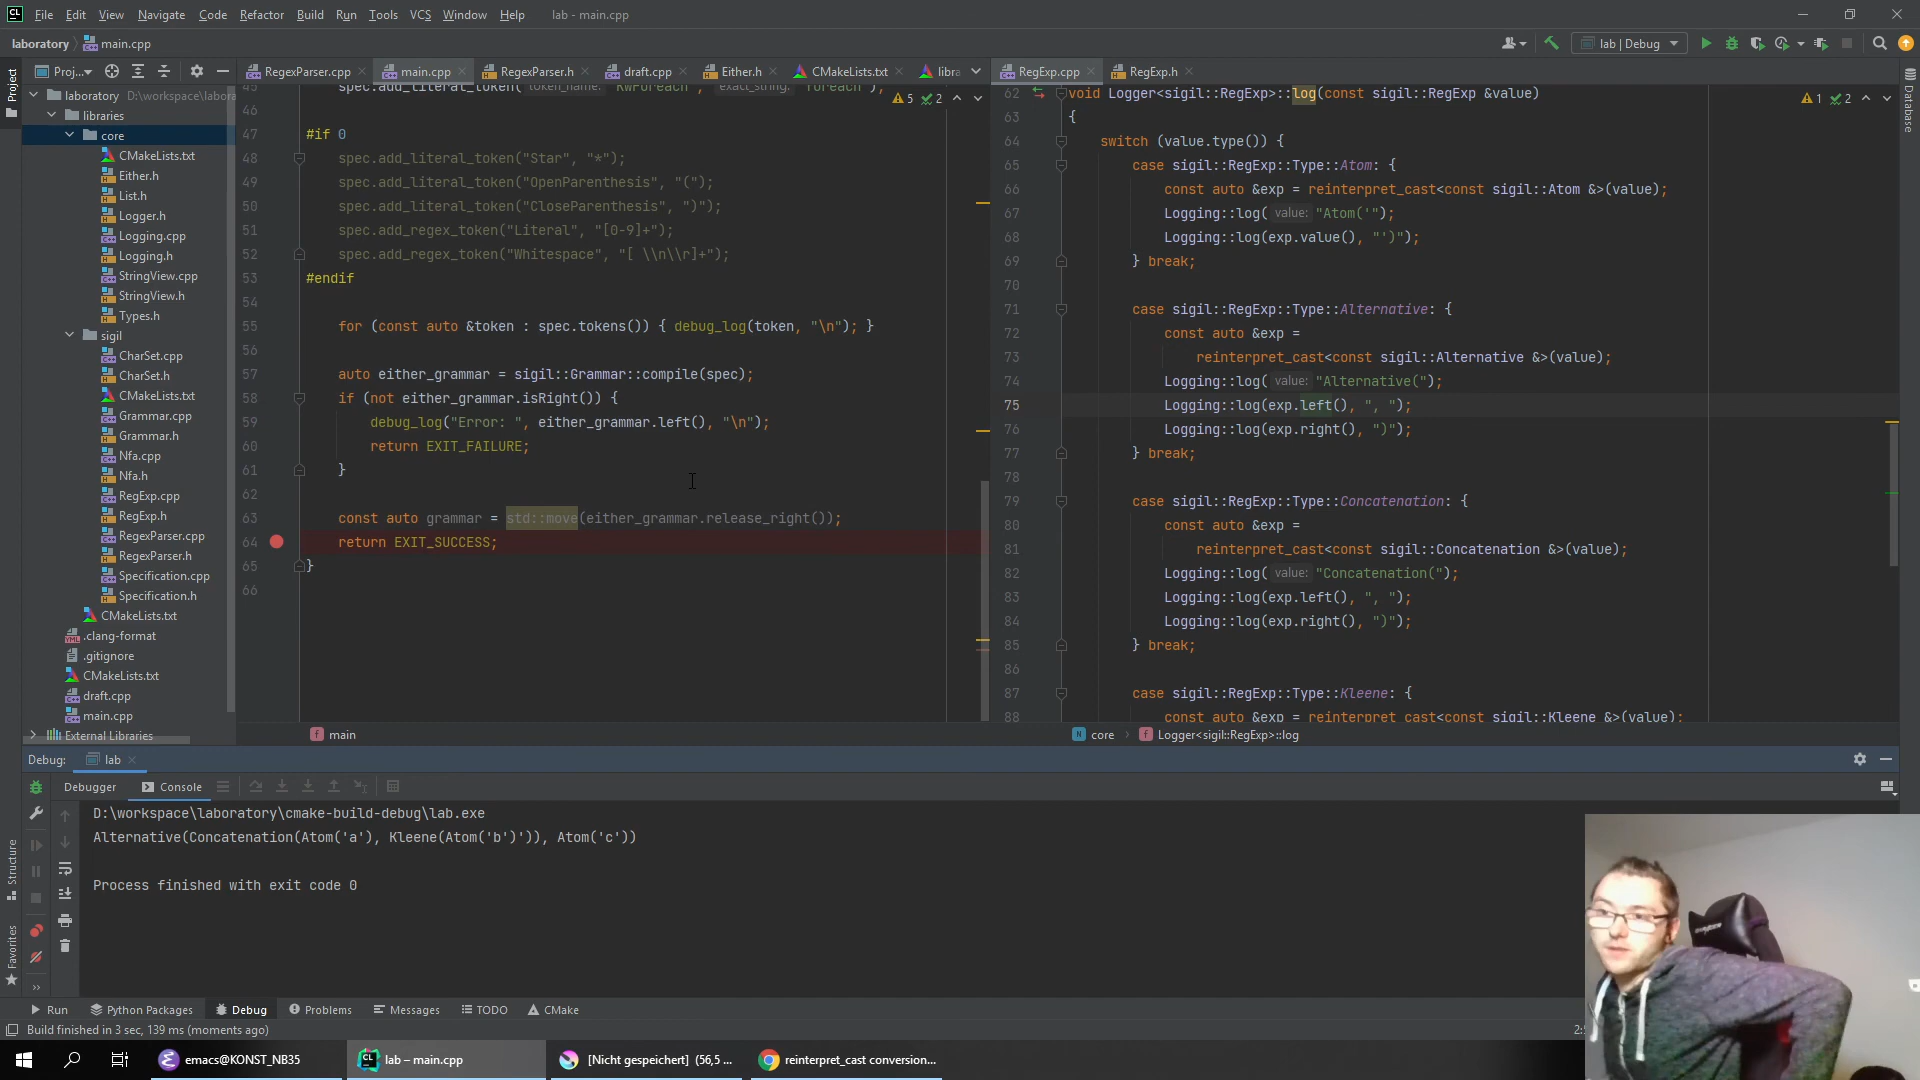 File Edit View Navigate Code Refactor Build Run Tools VCS Window Help lab - main.cpp
laboratory main.cpp
lab | Debug
Project
Proj...
RegexParser.cpp main.cpp RegexParser.h draft.cpp Either.h CMakeLists.txt libra
RegExp.cpp RegExp.h
Database
laboratory D:\workspace\labora
libraries
core
CMakeLists.txt
Either.h
List.h
Logger.h
Logging.cpp
Logging.h
StringView.cpp
StringView.h
Types.h
sigil
CharSet.cpp
CharSet.h
CMakeLists.txt
Grammar.cpp
Grammar.h
Nfa.cpp
Nfa.h
RegExp.cpp
RegExp.h
RegexParser.cpp
RegexParser.h
Specification.cpp
Specification.h
CMakeLists.txt
.clang-format
.gitignore
CMakeLists.txt
draft.cpp
main.cpp
External Libraries
5 2
45 spec.add_literal_token( token_name: "KwForeach", exact_string: "foreach");
46
47 #if 0
48 spec.add_literal_token("Star", "*");
49 spec.add_literal_token("OpenParenthesis", "(");
50 spec.add_literal_token("CloseParenthesis", ")");
51 spec.add_regex_token("Literal", "[0-9]+");
52 spec.add_regex_token("Whitespace", "[ \\n\\r]+");
53 #endif
54
55 for (const auto &token : spec.tokens()) { debug_log(token, "\n"); }
56
57 auto either_grammar = sigil::Grammar::compile(spec);
58 if (not either_grammar.isRight()) {
59 debug_log("Error: ", either_grammar.left(), "\n");
60 return EXIT_FAILURE;
61 }
62
63 const auto grammar = std::move(either_grammar.release_right());
64 return EXIT_SUCCESS;
65 }
66
main
1 2
62 void Logger<sigil::RegExp>::log(const sigil::RegExp &value)
63 {
64 switch (value.type()) {
65 case sigil::RegExp::Type::Atom: {
66 const auto &exp = reinterpret_cast<const sigil::Atom &>(value);
67 Logging::log( value: "Atom('");
68 Logging::log(exp.value(), "')");
69 } break;
70
71 case sigil::RegExp::Type::Alternative: {
72 const auto &exp =
73 reinterpret_cast<const sigil::Alternative &>(value);
74 Logging::log( value: "Alternative(");
75 Logging::log(exp.left(), ", ");
76 Logging::log(exp.right(), ")");
77 } break;
78
79 case sigil::RegExp::Type::Concatenation: {
80 const auto &exp =
81 reinterpret_cast<const sigil::Concatenation &>(value);
82 Logging::log( value: "Concatenation(");
83 Logging::log(exp.left(), ", ");
84 Logging::log(exp.right(), ")");
85 } break;
86
87 case sigil::RegExp::Type::Kleene: {
88 const auto &exp = reinterpret_cast<const sigil::Kleene &>(value);
core Logger<sigil::RegExp>::log
Debug: lab
Debugger Console
D:\workspace\laboratory\cmake-build-debug\lab.exe
Alternative(Concatenation(Atom('a'), Kleene(Atom('b')')), Atom('c'))
Process finished with exit code 0
Structure
Favorites
Run Python Packages Debug Problems Messages TODO CMake
Build finished in 3 sec, 139 ms (moments ago)
emacs@KONST_NB35 lab – main.cpp [Nicht gespeichert] (56,5 ... reinterpret_cast conversion...